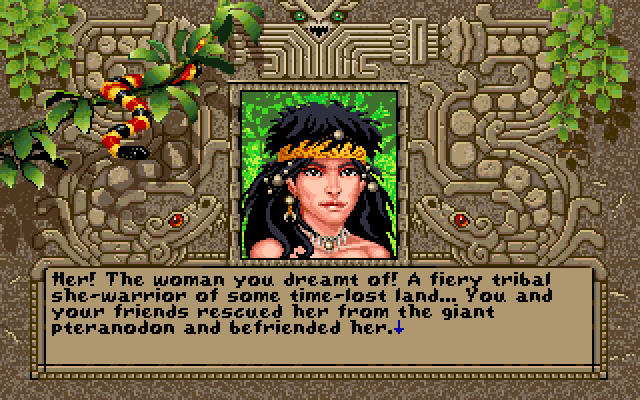 Her! The woman you dreamt of! A fiery tribal
she-warrior of some time-lost land... You and
your friends rescued her from the giant
pteranodon and befriended her.